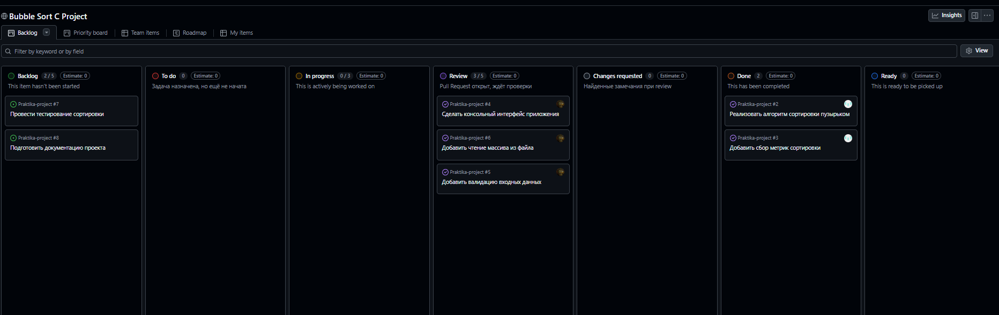 Bubble Sort C Project
Insights
Backlog
Priority board
Team items
Roadmap
My items
Filter by keyword or by field
View
Backlog 2 / 5 Estimate: 0
This item hasn't been started
Praktika-project #7
Провести тестирование сортировки
Praktika-project #8
Подготовить документацию проекта
To do 0 Estimate: 0
Задача назначена, но ещё не начата
In progress 0 / 3 Estimate: 0
This is actively being worked on
Review 3 / 5 Estimate: 0
Pull Request открыт, ждёт проверки
Praktika-project #4
Сделать консольный интерфейс приложения
Praktika-project #6
Добавить чтение массива из файла
Praktika-project #5
Добавить валидацию входных данных
Changes requested 0 Estimate: 0
Найденные замечания при review
Done 2 Estimate: 0
This has been completed
Praktika-project #2
Реализовать алгоритм сортировки пузырьком
Praktika-project #3
Добавить сбор метрик сортировки
Ready 0 Estimate: 0
This is ready to be picked up